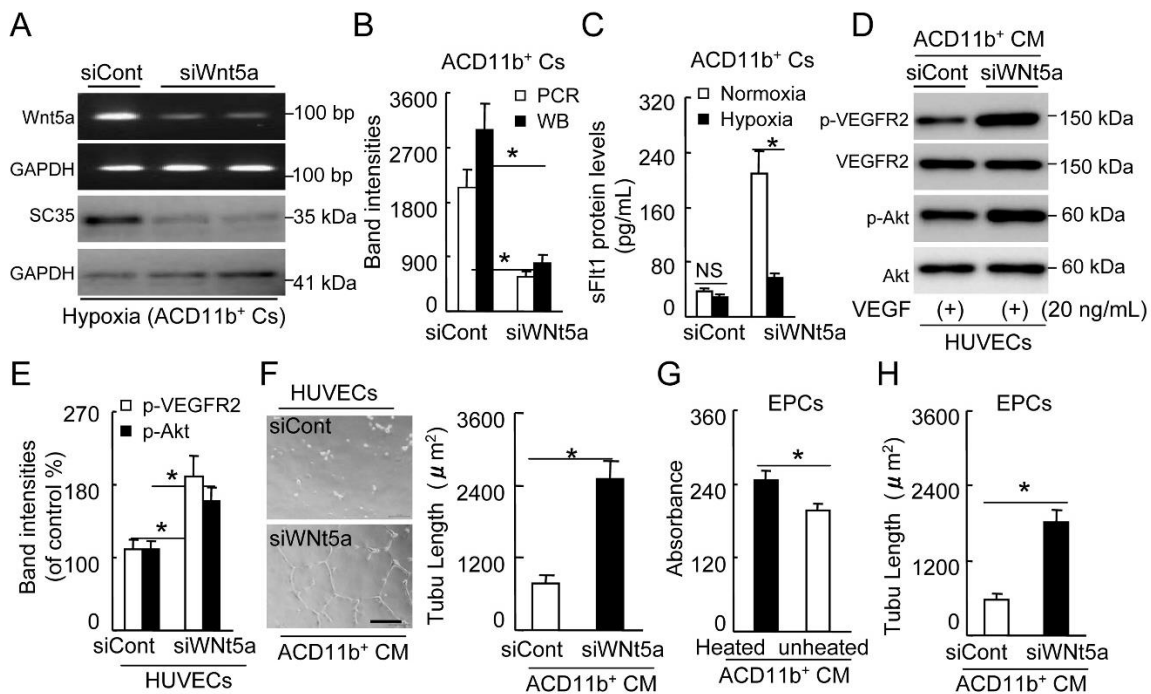 A
siCont siWnt5a
Wnt5a
100 bp
GAPDH
100 bp
SC35
35 kDa
GAPDH
41 kDa
Hypoxia (ACD11b+ Cs)
B
ACD11b+ Cs
PCR
WB
Band intensities
3600
2700
1800
900
0
*
*
siCont siWNt5a
C
ACD11b+ Cs
Normoxia
Hypoxia
sFlt1 protein levels
(pg/mL)
320
240
160
80
0
NS
*
siCont siWNt5a
D
ACD11b+ CM
siCont siWNt5a
p-VEGFR2 150 kDa
VEGFR2 150 kDa
p-Akt 60 kDa
Akt 60 kDa
VEGF (+) (+) (20 ng/mL)
HUVECs
E
p-VEGFR2
p-Akt
Band intensities
(of control %)
270
180
100
0
*
*
siCont siWNt5a
HUVECs
F
HUVECs
siCont
siWNt5a
ACD11b+ CM
Tubu Length (μm²)
3600
2400
1200
0
*
siCont siWNt5a
ACD11b+ CM
G
EPCs
Absorbance
360
240
120
0
*
Heated unheated
ACD11b+ CM
H
EPCs
Tubu Length (μm²)
3600
2400
1200
0
*
siCont siWNt5a
ACD11b+ CM